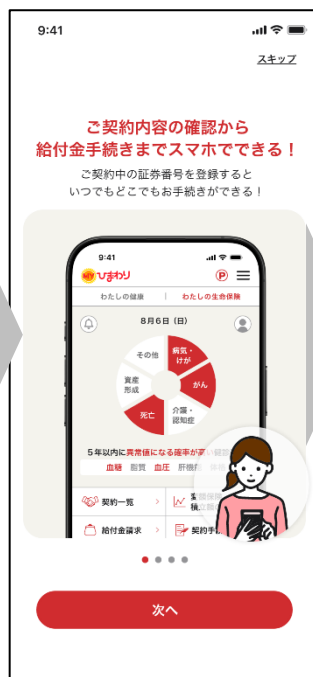 9:41
スキップ
ご契約内容の確認から
給付金手続きまでスマホでできる！
ご契約中の証券番号を登録すると
いつでもどこでもお手続きができる！
9:41
MY ひまわり
P
わたしの健康 | わたしの生命保険
8月6日（日）
その他
病気・
けが
資産
形成
がん
死亡
介護・
認知症
5年以内に異常値になる確率が高い
血糖 脂質 血圧 肝機
契約一覧 >
給付金請求 >
契約手
次へ